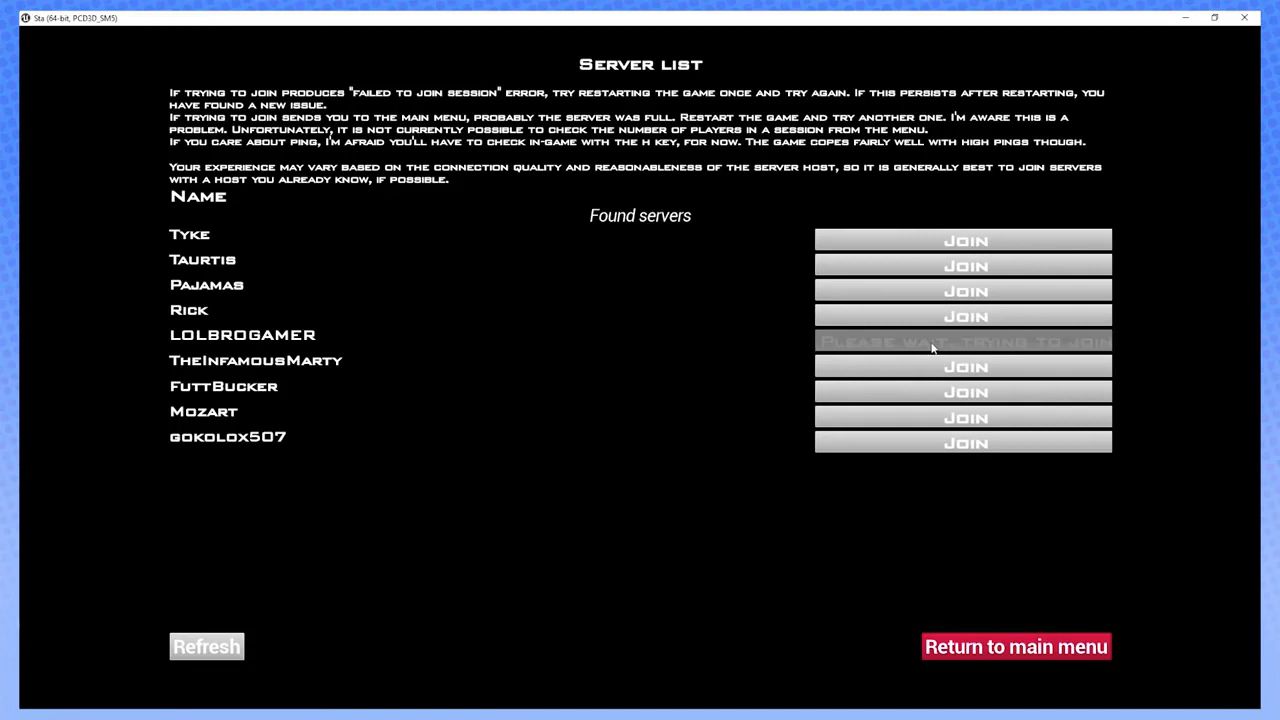 Sta (64-bit, PCD3D_SM5)
Server list
If trying to join produces "failed to join session" error, try restarting the game once and try again. If this persists after restarting, you
have found a new issue.
If trying to join sends you to the main menu, probably the server was full. Restart the game and try another one. I'm aware this is a
problem. Unfortunately, it is not currently possible to check the number of players in a session from the menu.
If you care about ping, I'm afraid you'll have to check in-game with the H key, for now. The game copes fairly well with high pings though.
Your experience may vary based on the connection quality and reasonableness of the server host, so it is generally best to join servers
with a host you already know, if possible.
Name
Found servers
Tyke Join
Taurtis Join
Pajamas Join
Rick Join
LOLBROGAMER Please wait, trying to join
TheInfamousMarty Join
FuttBucker Join
Mozart Join
gokolox507 Join
Refresh Return to main menu